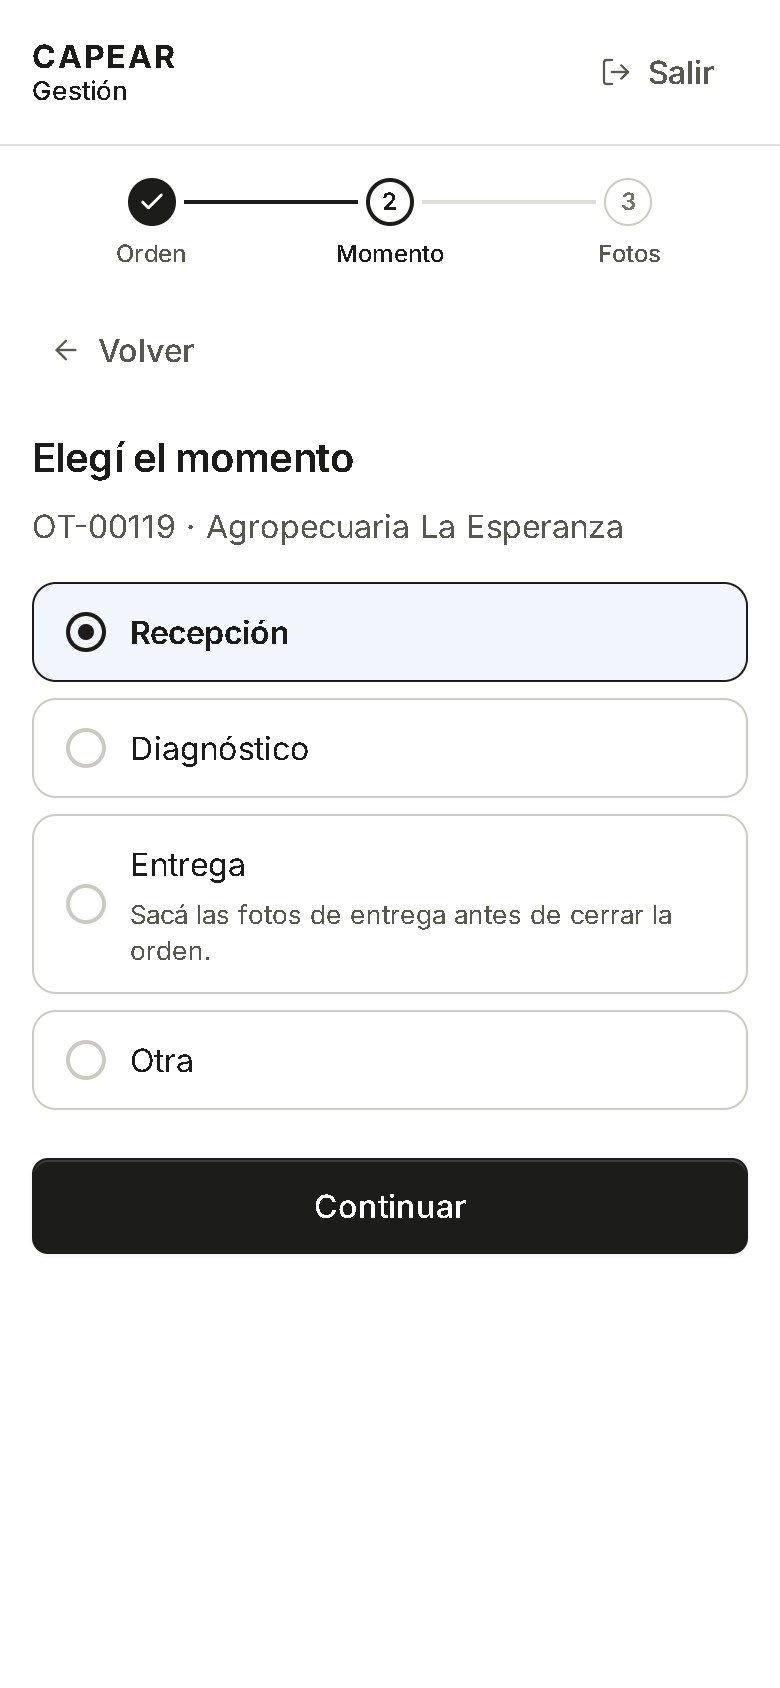 CAPEAR
Gestión
Salir
2
3
Orden
Momento
Fotos
Volver
Elegí el momento
OT-00119 · Agropecuaria La Esperanza
Recepción
Diagnóstico
Entrega
Sacá las fotos de entrega antes de cerrar la
orden.
Otra
Continuar